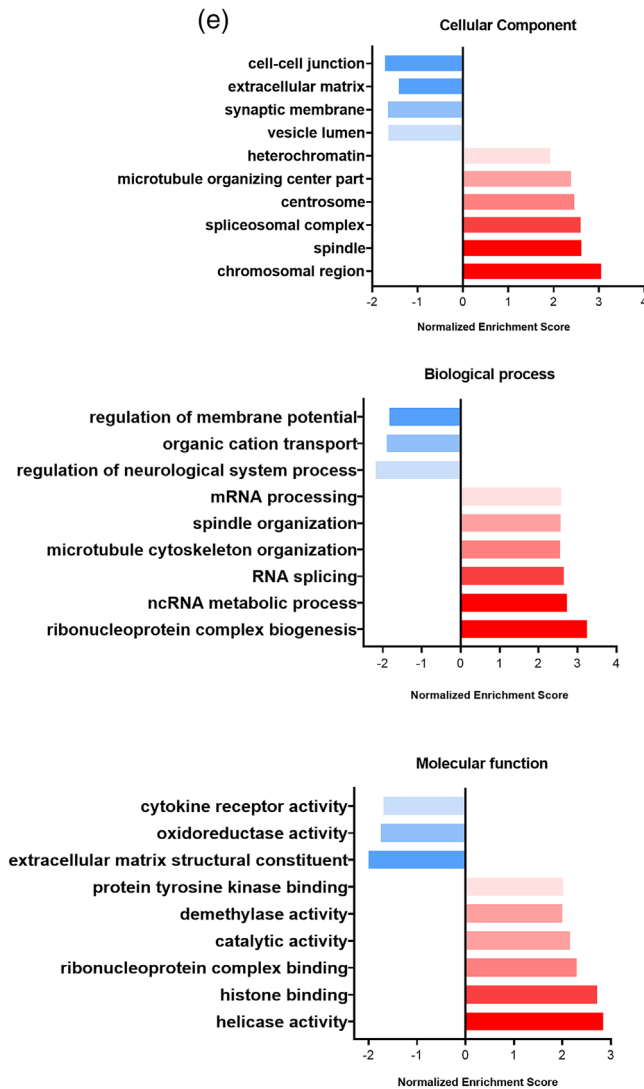 (e)
Cellular Component
cell-cell junction
extracellular matrix
synaptic membrane
vesicle lumen
heterochromatin
microtubule organizing center part
centrosome
spliceosomal complex
spindle
chromosomal region
-2 -1 0 1 2 3 4
Normalized Enrichment Score
Biological process
regulation of membrane potential
organic cation transport
regulation of neurological system process
mRNA processing
spindle organization
microtubule cytoskeleton organization
RNA splicing
ncRNA metabolic process
ribonucleoprotein complex biogenesis
-2 -1 0 1 2 3 4
Normalized Enrichment Score
Molecular function
cytokine receptor activity
oxidoreductase activity
extracellular matrix structural constituent
protein tyrosine kinase binding
demethylase activity
catalytic activity
ribonucleoprotein complex binding
histone binding
helicase activity
-2 -1 0 1 2 3
Normalized Enrichment Score